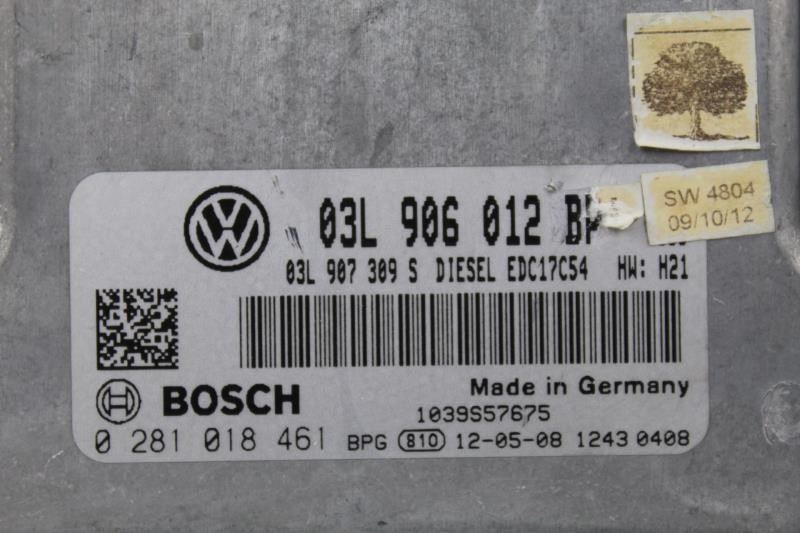 SW 4804
09/10/12
03L 906 012
03L 907 309 S DIESEL EDC17C54 HW: H21
BOSCH
Made in Germany
1039S57675
0 281 018 461 BPG 810 12-05-08 1243 0408